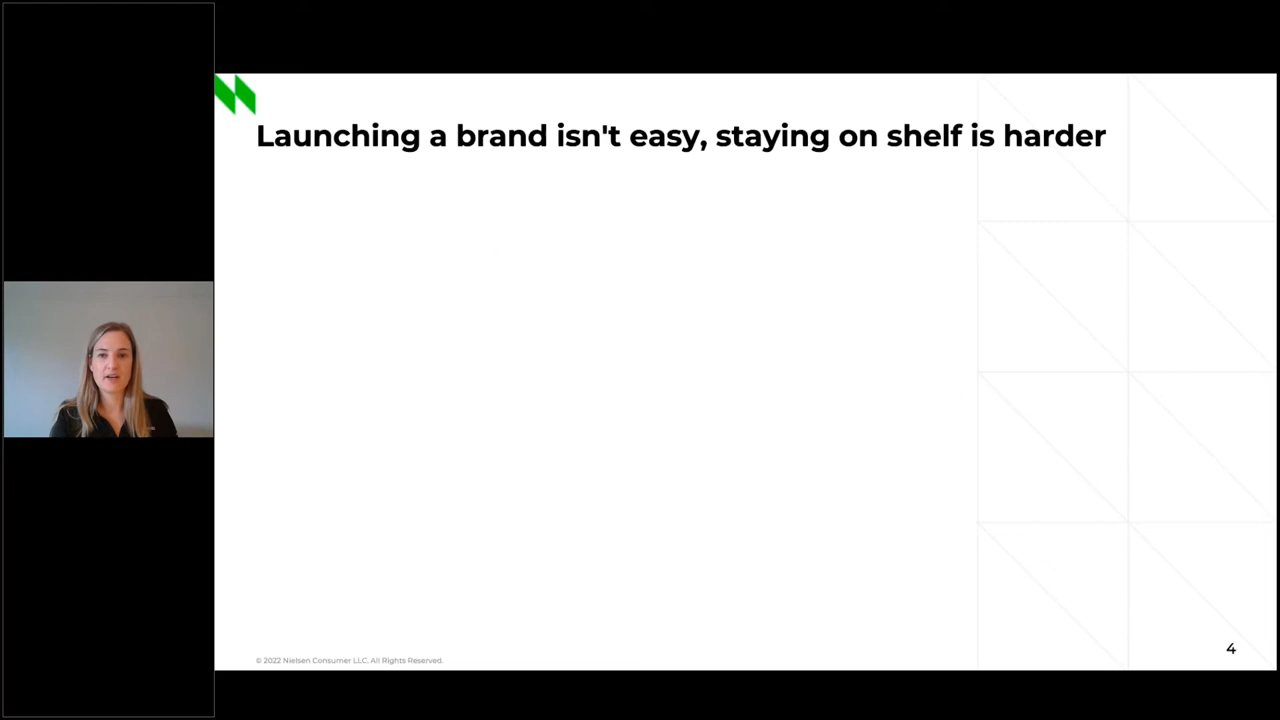 Launching a brand isn't easy, staying on shelf is harder
© 2022 Nielsen Consumer LLC. All Rights Reserved.
4